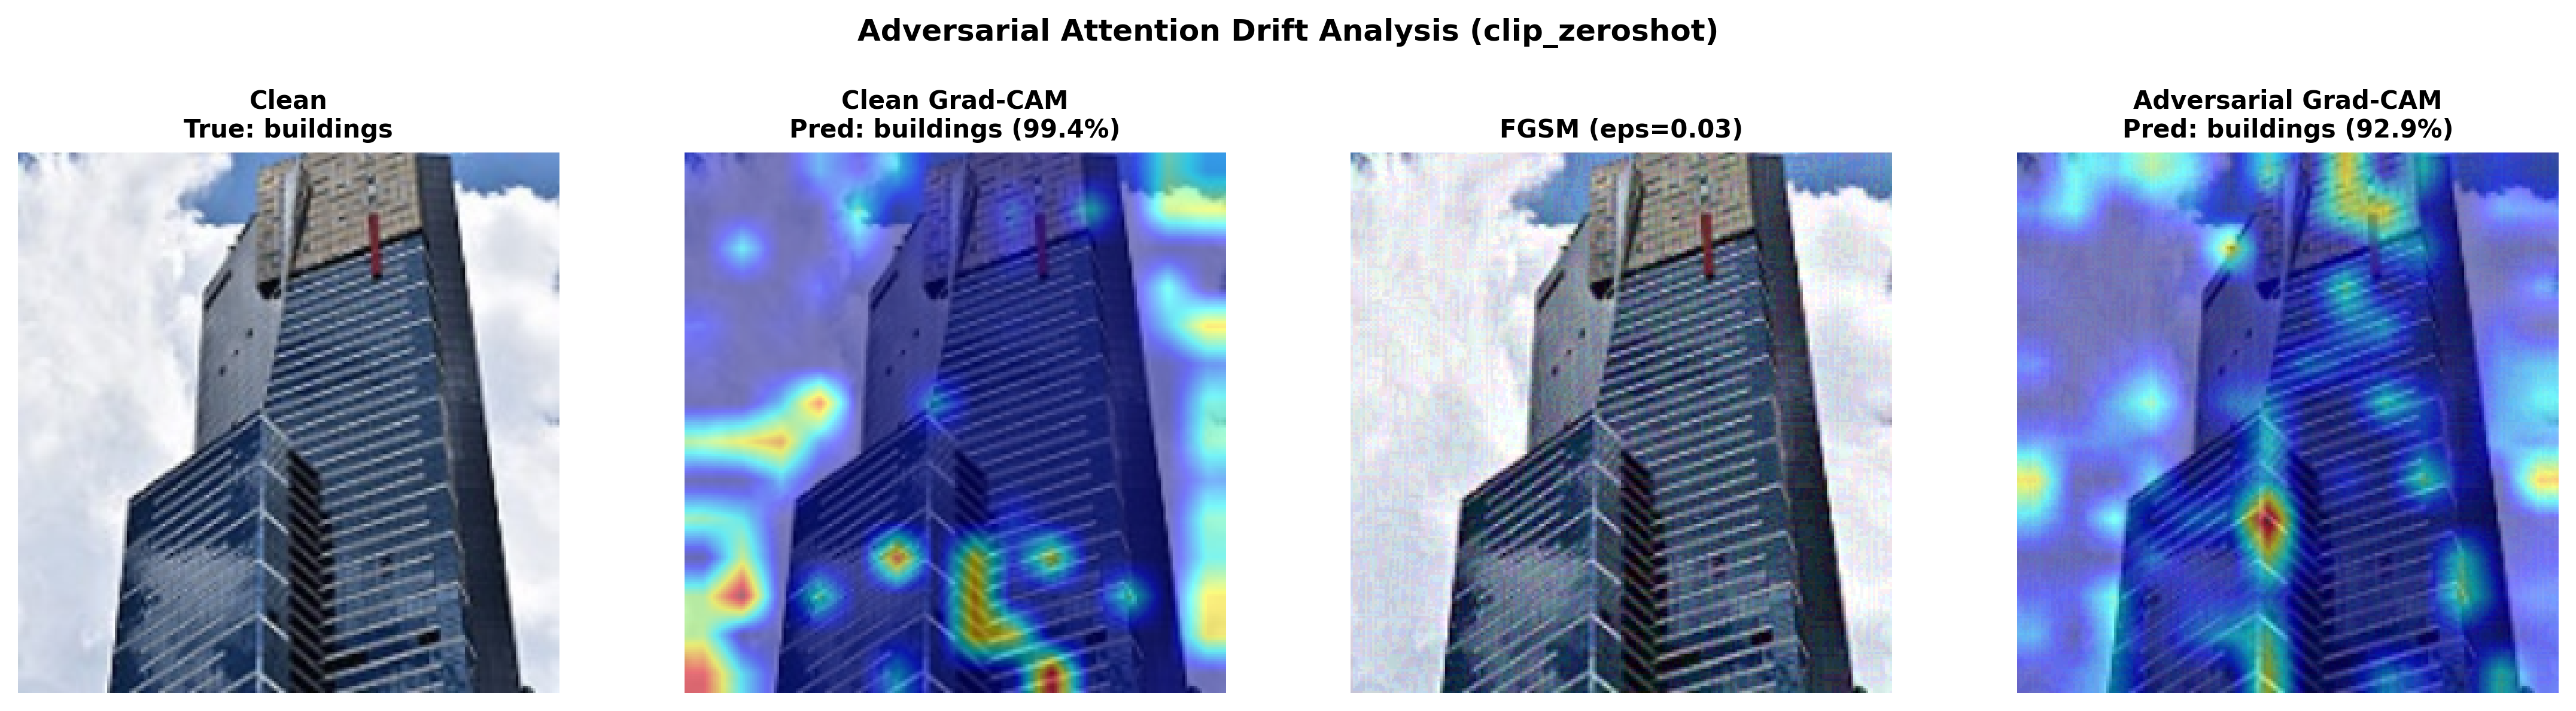 Adversarial Attention Drift Analysis (clip_zeroshot)
Clean
True: buildings
Clean Grad-CAM
Pred: buildings (99.4%)
FGSM (eps=0.03)
Adversarial Grad-CAM
Pred: buildings (92.9%)